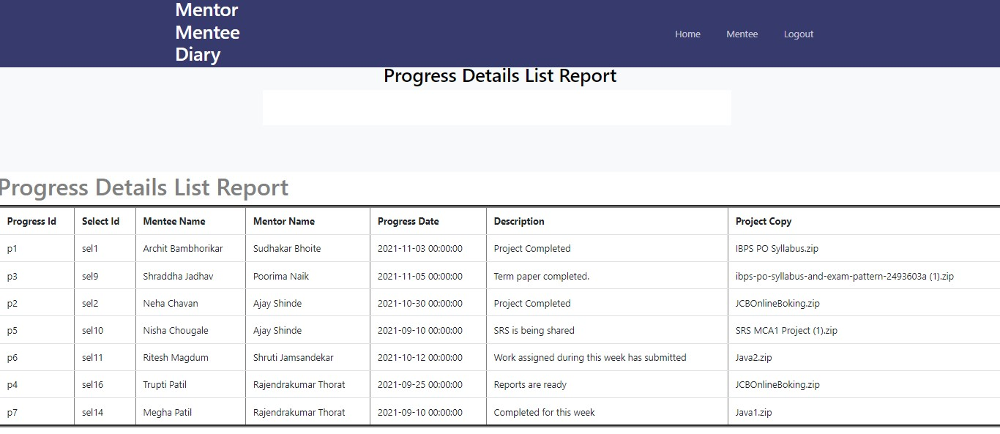 Mentor
Mentee
Diary
Home Mentee Logout
Progress Details List Report
Progress Details List Report
Progress Id Select Id Mentee Name Mentor Name Progress Date Description Project Copy
p1 sel1 Archit Bambhorikar Sudhakar Bhoite 2021-11-03 00:00:00 Project Completed IBPS PO Syllabus.zip
p3 sel9 Shraddha Jadhav Poorima Naik 2021-11-05 00:00:00 Term paper completed. ibps-po-syllabus-and-exam-pattern-2493603a (1).zip
p2 sel2 Neha Chavan Ajay Shinde 2021-10-30 00:00:00 Project Completed JCBOnlineBoking.zip
p5 sel10 Nisha Chougale Ajay Shinde 2021-09-10 00:00:00 SRS is being shared SRS MCA1 Project (1).zip
p6 sel11 Ritesh Magdum Shruti Jamsandekar 2021-10-12 00:00:00 Work assigned during this week has submitted Java2.zip
p4 sel16 Trupti Patil Rajendrakumar Thorat 2021-09-25 00:00:00 Reports are ready JCBOnlineBoking.zip
p7 sel14 Megha Patil Rajendrakumar Thorat 2021-09-10 00:00:00 Completed for this week Java1.zip